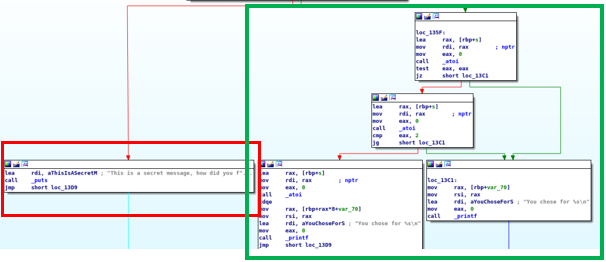 loc_135F:
lea rax, [rbp+s]
mov rdi, rax ; nptr
mov eax, 0
call _atoi
test eax, eax
jz short loc_13C1
lea rax, [rbp+s]
mov rdi, rax ; nptr
mov eax, 0
call _atoi
cmp eax, 2
jg short loc_13C1
lea rdi, aThisIsASecretM ; "This is a secret message, how did you f"
call _puts
jmp short loc_13D9
lea rax, [rbp+s]
mov rdi, rax ; nptr
mov eax, 0
call _atoi
cdqe
mov rax, [rbp+rax*8+var_70]
mov rsi, rax
lea rdi, aYouChoseForS ; "You chose for %s\n"
mov eax, 0
call _printf
jmp short loc_13D9
loc_13C1:
mov rax, [rbp+var_70]
mov rsi, rax
lea rdi, aYouChoseForS ; "You chose for %s\n"
mov eax, 0
call _printf